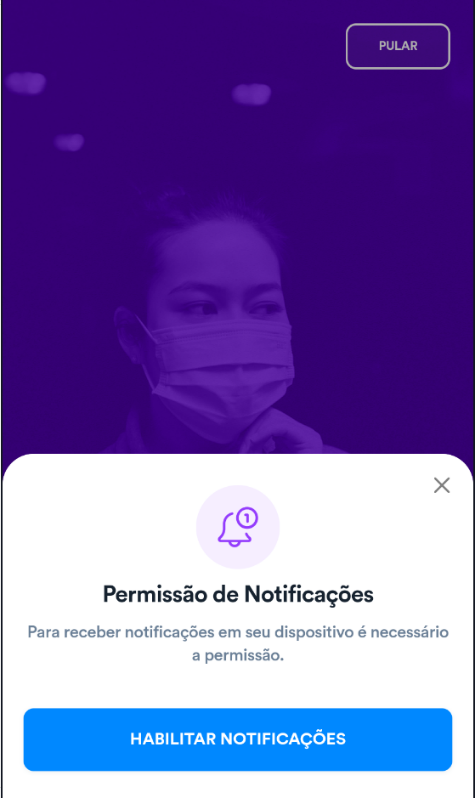 PULAR
1
Permissão de Notificações
Para receber notificações em seu dispositivo é necessário
a permissão.
HABILITAR NOTIFICAÇÕES